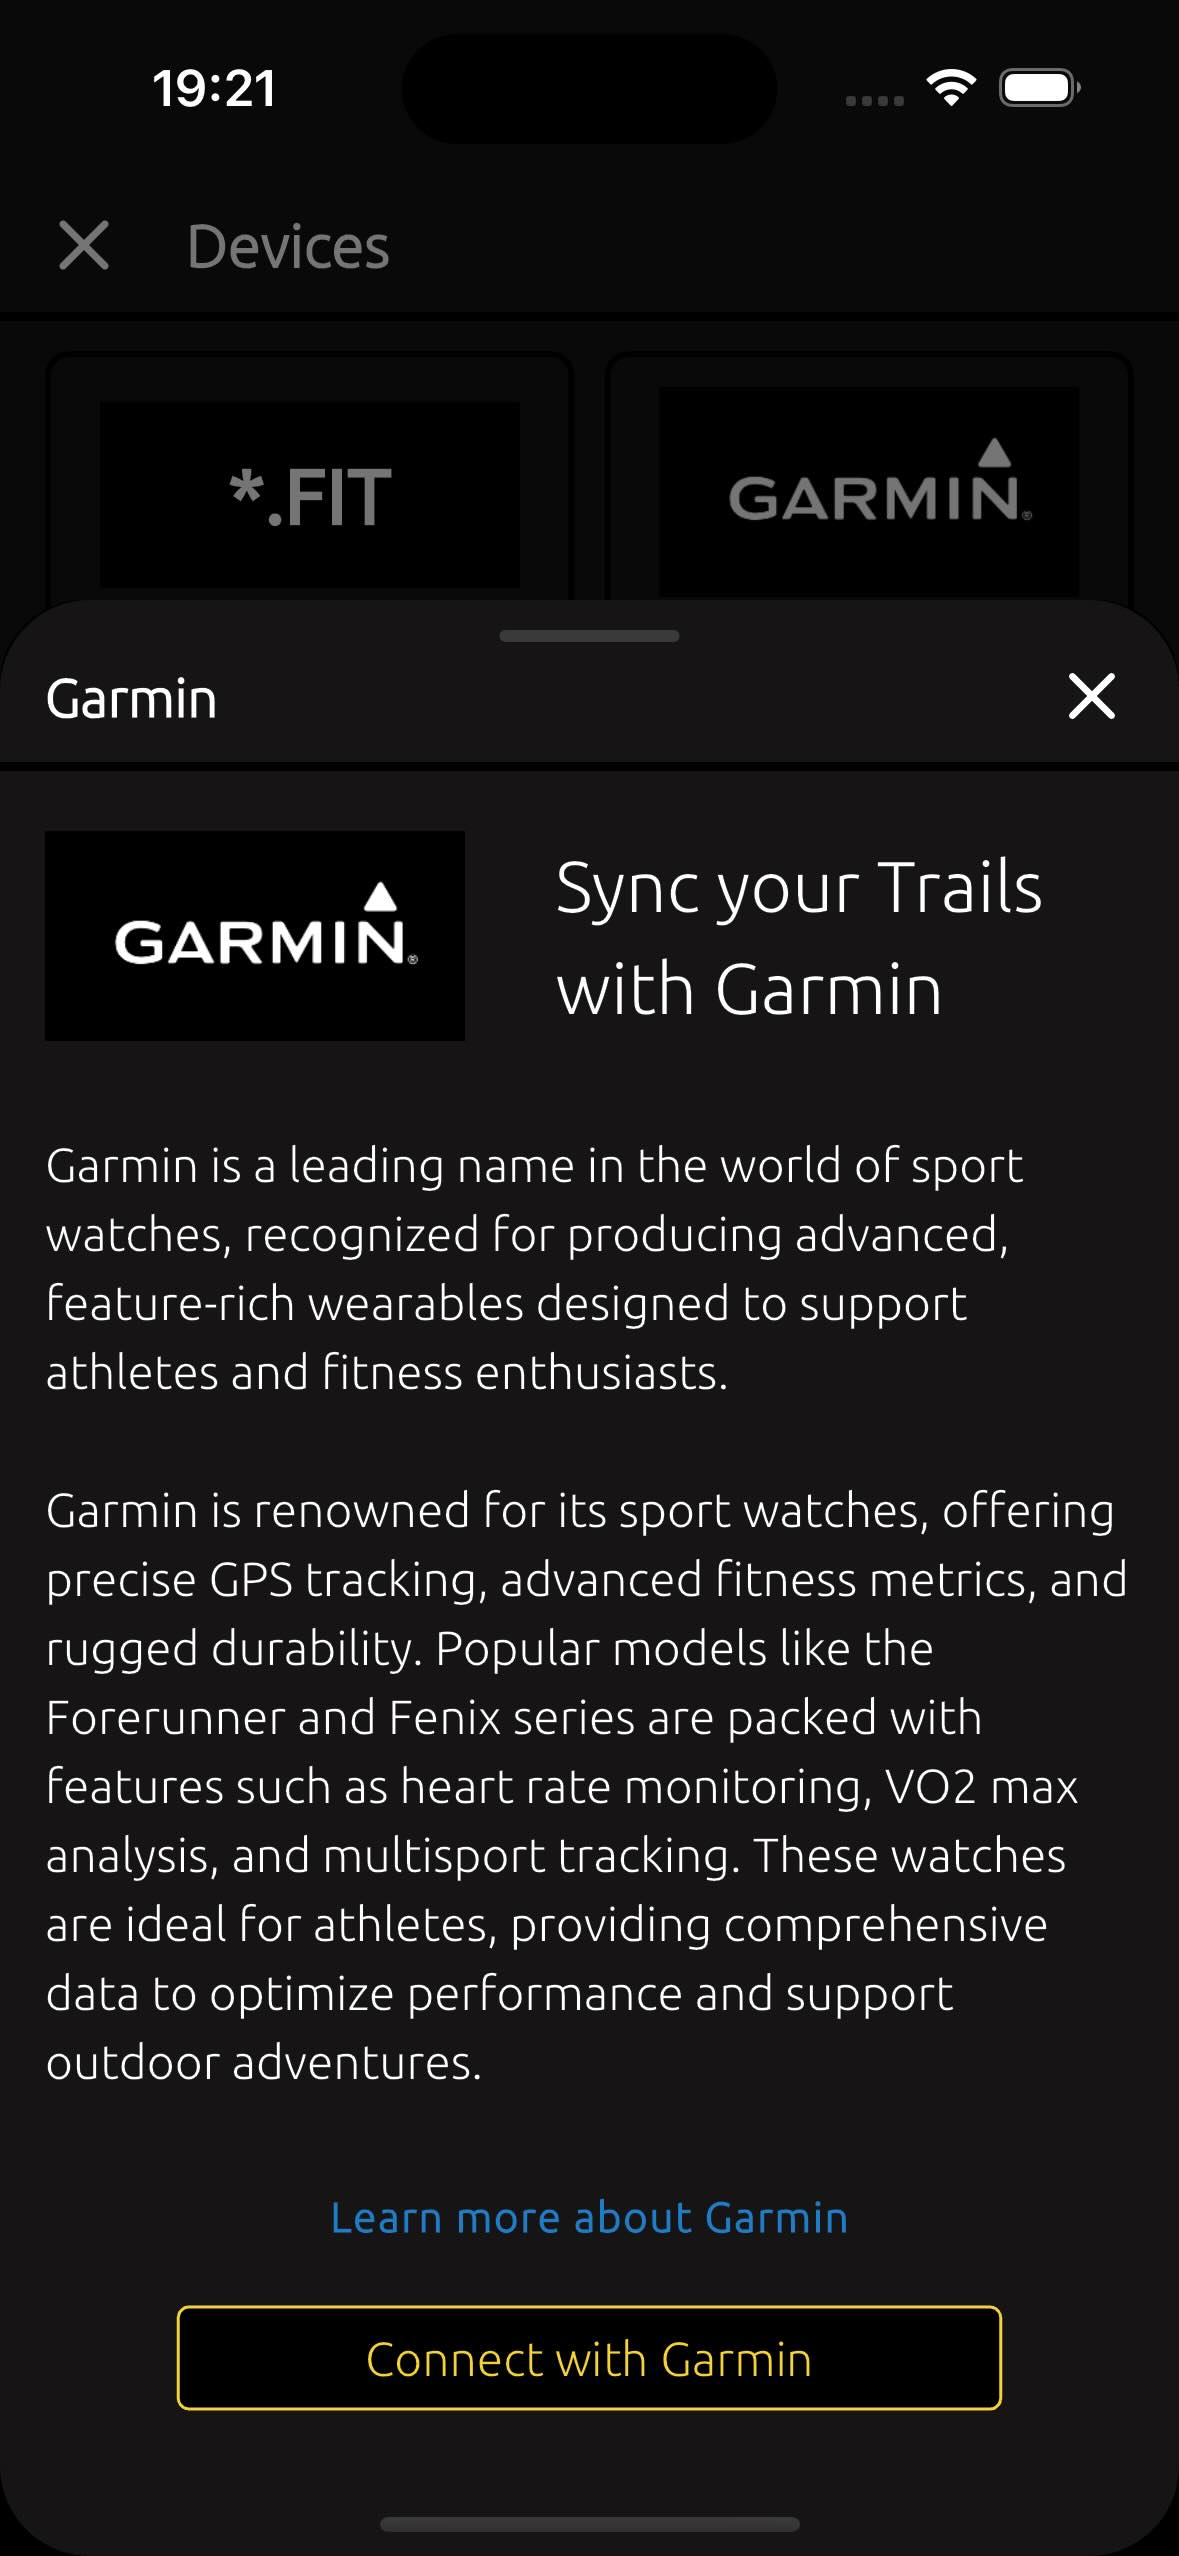 19:21
Devices
*.FIT
GARMIN®
Garmin
GARMIN®
Sync your Trails
with Garmin
Garmin is a leading name in the world of sport
watches, recognized for producing advanced,
feature-rich wearables designed to support
athletes and fitness enthusiasts.
Garmin is renowned for its sport watches, offering
precise GPS tracking, advanced fitness metrics, and
rugged durability. Popular models like the
Forerunner and Fenix series are packed with
features such as heart rate monitoring, VO2 max
analysis, and multisport tracking. These watches
are ideal for athletes, providing comprehensive
data to optimize performance and support
outdoor adventures.
Learn more about Garmin
Connect with Garmin